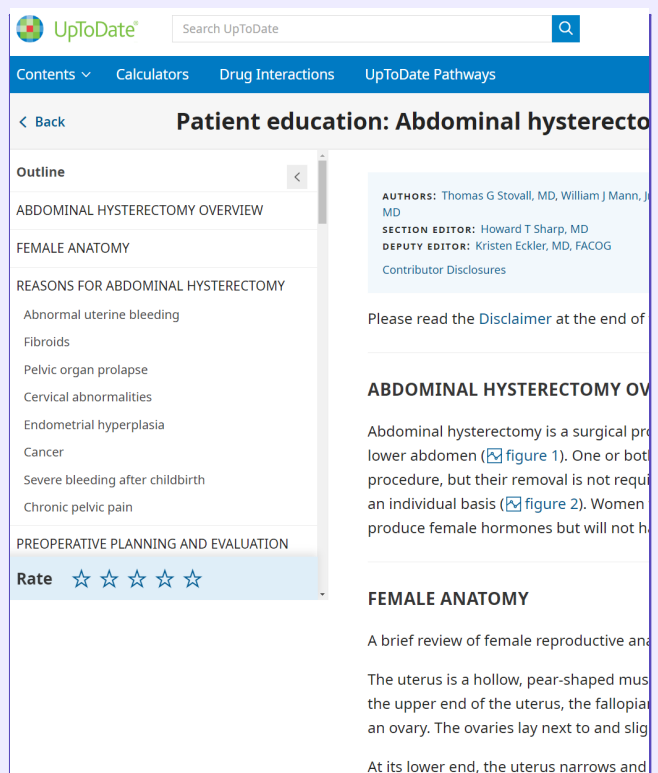 UpToDate®
Search UpToDate
Contents
Calculators
Drug Interactions
UpToDate Pathways
Back
Patient education: Abdominal hysterecto
Outline
ABDOMINAL HYSTERECTOMY OVERVIEW
FEMALE ANATOMY
REASONS FOR ABDOMINAL HYSTERECTOMY
Abnormal uterine bleeding
Fibroids
Pelvic organ prolapse
Cervical abnormalities
Endometrial hyperplasia
Cancer
Severe bleeding after childbirth
Chronic pelvic pain
PREOPERATIVE PLANNING AND EVALUATION
Rate
AUTHORS: Thomas G Stovall, MD, William J Mann, J
MD
SECTION EDITOR: Howard T Sharp, MD
DEPUTY EDITOR: Kristen Eckler, MD, FACOG
Contributor Disclosures
Please read the Disclaimer at the end of
ABDOMINAL HYSTERECTOMY OV
Abdominal hysterectomy is a surgical pro
lower abdomen (figure 1). One or both
procedure, but their removal is not requi
an individual basis (figure 2). Women
produce female hormones but will not ha
FEMALE ANATOMY
A brief review of female reproductive ana
The uterus is a hollow, pear-shaped mus
the upper end of the uterus, the fallopian
an ovary. The ovaries lay next to and slig
At its lower end, the uterus narrows and